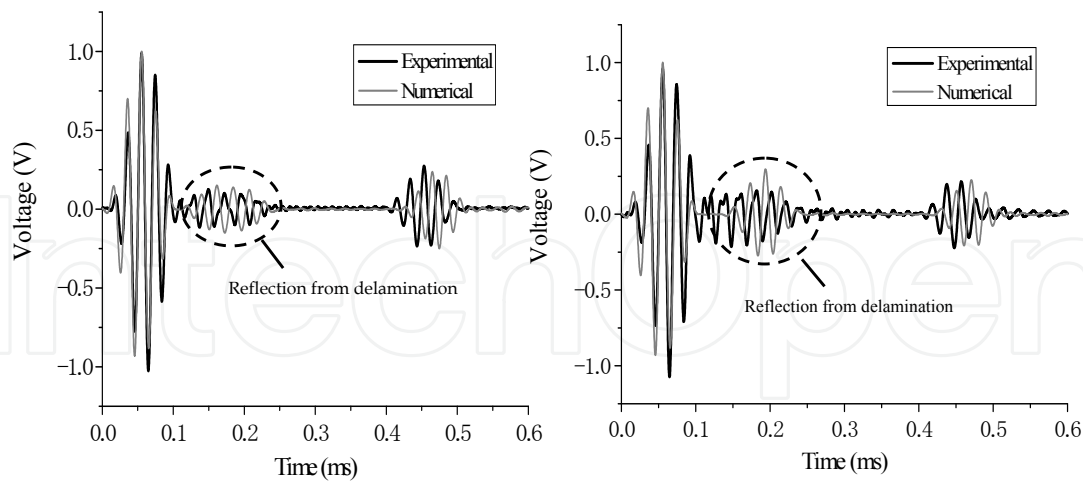 Experimental
Numerical
1.0
0.5
0.0
−0.5
−1.0
Voltage (V)
Reflection from delamination
0.0 0.1 0.2 0.3 0.4 0.5 0.6
Time (ms)
Experimental
Numerical
1.0
0.5
0.0
−0.5
−1.0
Voltage (V)
Reflection from delamination
0.0 0.1 0.2 0.3 0.4 0.5 0.6
Time (ms)
IntechOpen